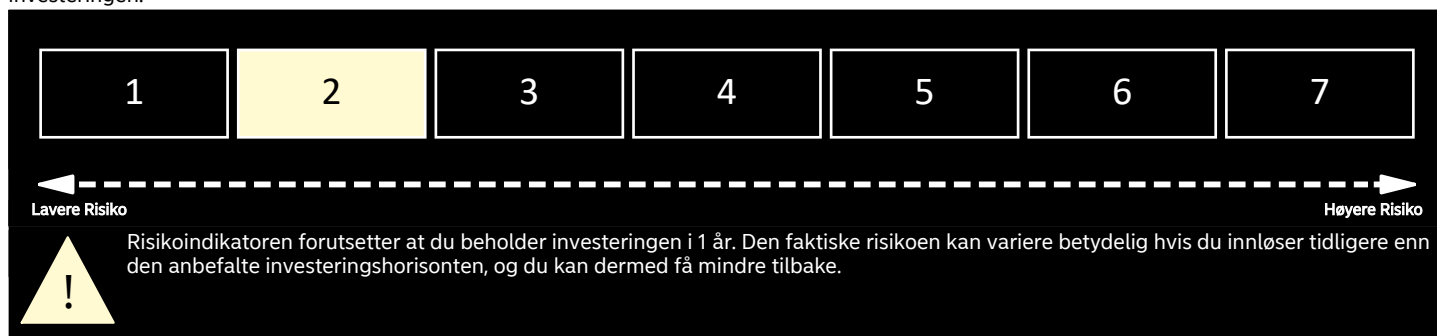 investeringen.
1 2 3 4 5 6 7
Lavere Risiko Høyere Risiko
Risikoindikatoren forutsetter at du beholder investeringen i 1 år. Den faktiske risikoen kan variere betydelig hvis du innløser tidligere enn
den anbefalte investeringshorisonten, og du kan dermed få mindre tilbake.
!